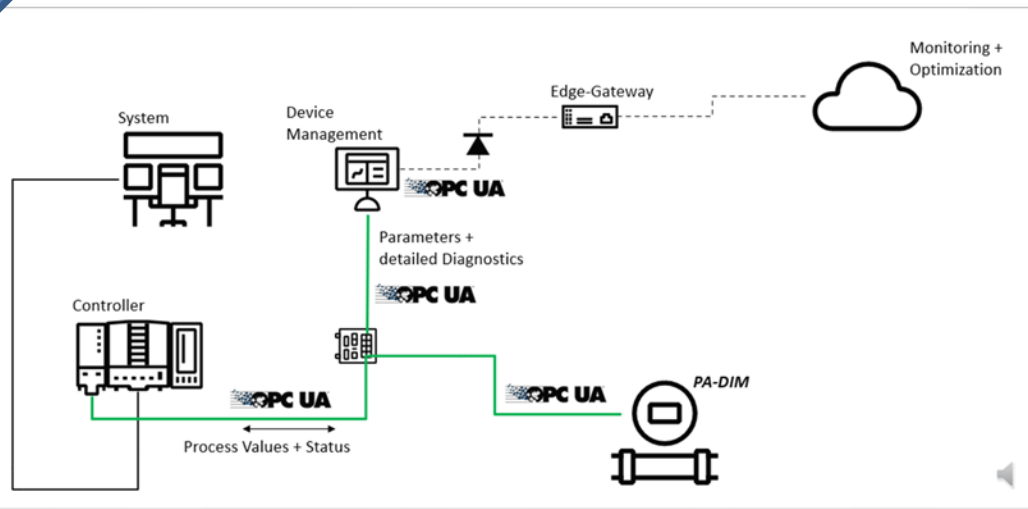 Monitoring +
Optimization
Edge-Gateway
Device
Management
System
OPC UA
Parameters +
detailed Diagnostics
OPC UA
Controller
OPC UA
Process Values + Status
OPC UA
PA-DIM